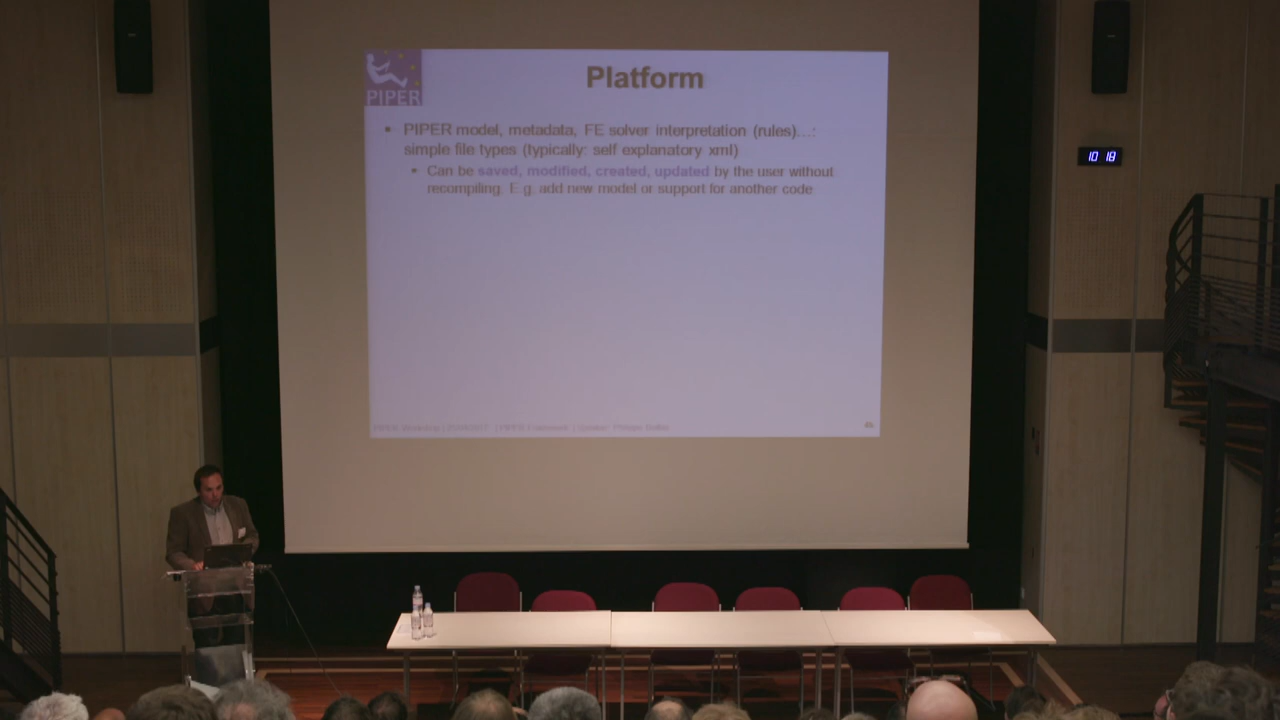 Platform
PIPER
PIPER model, metadata, FE solver interpretation (rules)...:
simple file types (typically: self explanatory xml)
Can be saved, modified, created, updated by the user without
recompiling. E.g. add new model or support for another code
10 18